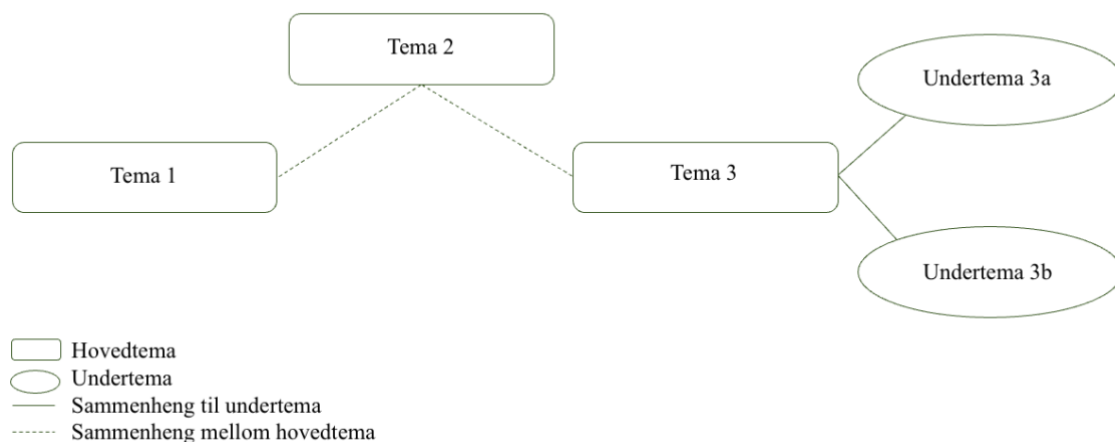 Tema 2
Undertema 3a
Tema 1
Tema 3
Undertema 3b
Hovedtema
Undertema
Sammenheng til undertema
Sammenheng mellom hovedtema